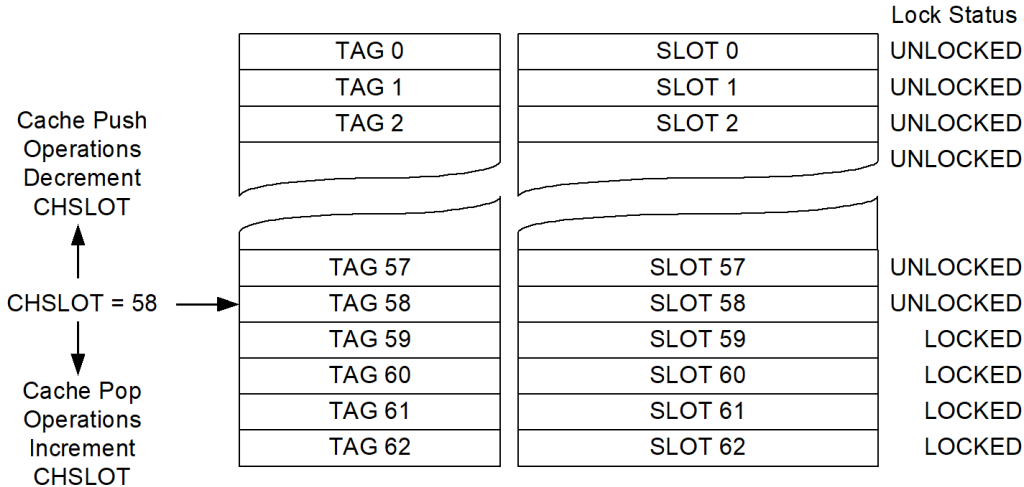 Lock Status
TAG 0 SLOT 0 UNLOCKED
TAG 1 SLOT 1 UNLOCKED
TAG 2 SLOT 2 UNLOCKED
UNLOCKED
Cache Push
Operations
Decrement
CHSLOT
TAG 57 SLOT 57 UNLOCKED
CHSLOT = 58 TAG 58 SLOT 58 UNLOCKED
TAG 59 SLOT 59 LOCKED
TAG 60 SLOT 60 LOCKED
TAG 61 SLOT 61 LOCKED
TAG 62 SLOT 62 LOCKED
Cache Pop
Operations
Increment
CHSLOT